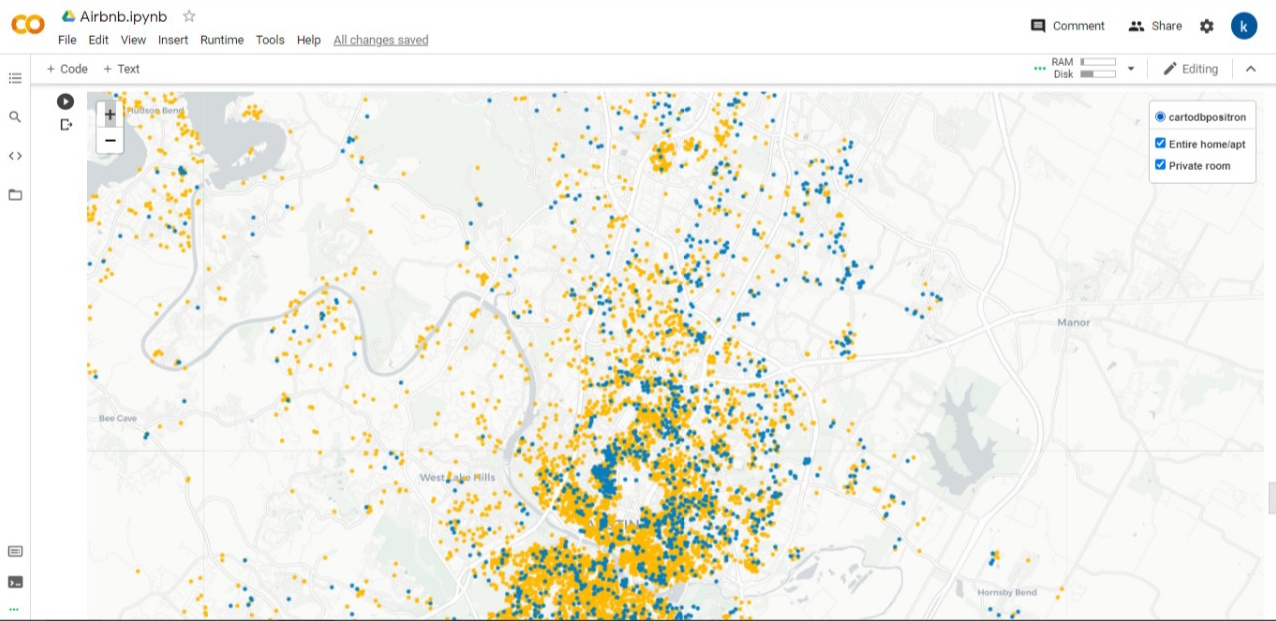 CO
Airbnb.ipynb
File Edit View Insert Runtime Tools Help All changes saved
Comment
Share
k
+ Code + Text
RAM
Disk
Editing
Hudson Bend
+
−
cartodbpositron
Entire home/apt
Private room
Manor
Bee Cave
West Lake Hills
AUSTIN
Hornsby Bend